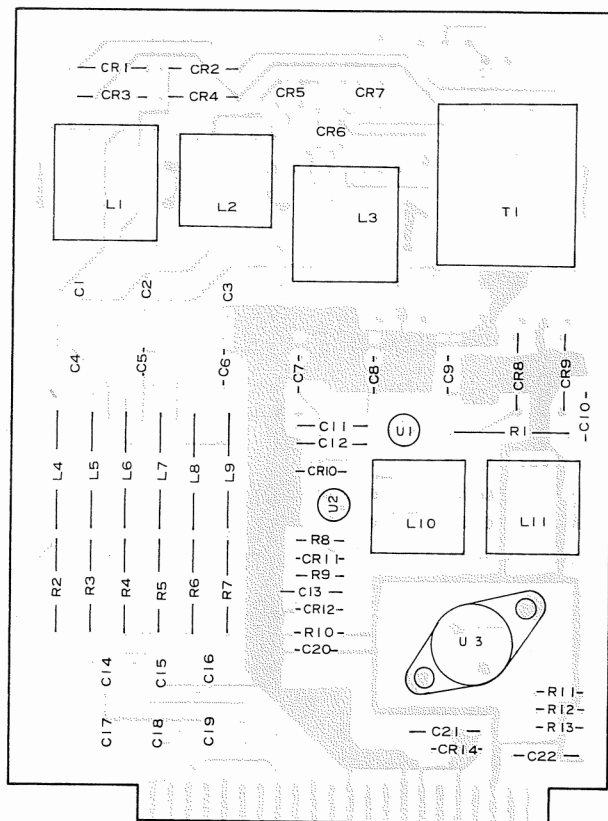 CR1 CR2
CR3 CR4 CR5 CR7
CR6
L1 L2 L3 T1
C1 C2 C3
C4 C5 C6 C7 C8 C9 CR8 CR9 C10
C11 U1 R1
C12
L4 L5 L6 L7 L8 L9 CR10
U2 L10 L11
R8
CR11
R2 R3 R4 R5 R6 R7 R9
C13
CR12
R10 U3
C20
C14 C15 C16
R11
R12
C17 C18 C19 C21 R13
CR14 C22